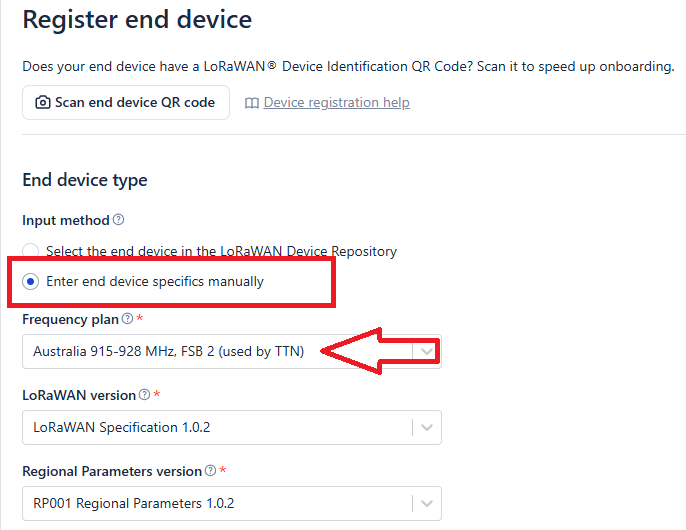 Register end device
Does your end device have a LoRaWAN® Device Identification QR Code? Scan it to speed up onboarding.
Scan end device QR code Device registration help
End device type
Input method
Select the end device in the LoRaWAN Device Repository
Enter end device specifics manually
Frequency plan *
Australia 915-928 MHz, FSB 2 (used by TTN)
LoRaWAN version *
LoRaWAN Specification 1.0.2
Regional Parameters version *
RP001 Regional Parameters 1.0.2